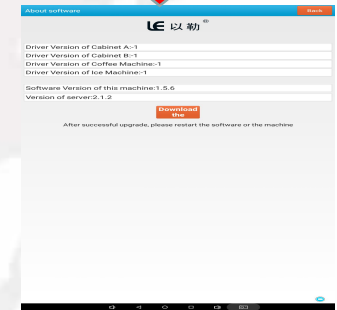 About software
Back
LE 以勒®
Driver Version of Cabinet A:-1
Driver Version of Cabinet B:-1
Driver Version of Coffee Machine:-1
Driver Version of Ice Machine:-1
Software Version of this machine:1.5.6
Version of server:2.1.2
Download
the
After successful upgrade, please restart the software or the machine